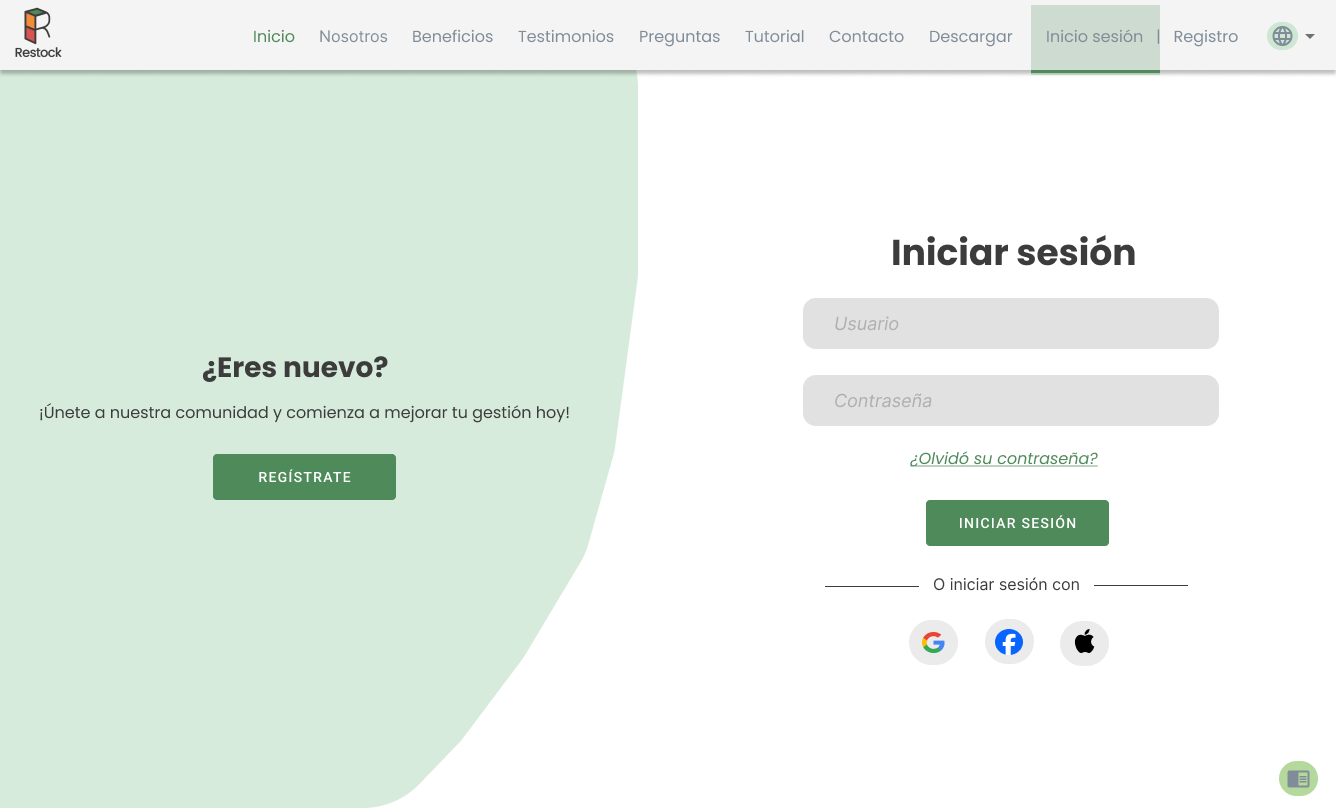 Restock
Inicio Nosotros Beneficios Testimonios Preguntas Tutorial Contacto Descargar Inicio sesión | Registro
¿Eres nuevo?
¡Únete a nuestra comunidad y comienza a mejorar tu gestión hoy!
REGÍSTRATE
Iniciar sesión
Usuario
Contraseña
¿Olvidó su contraseña?
INICIAR SESIÓN
O iniciar sesión con